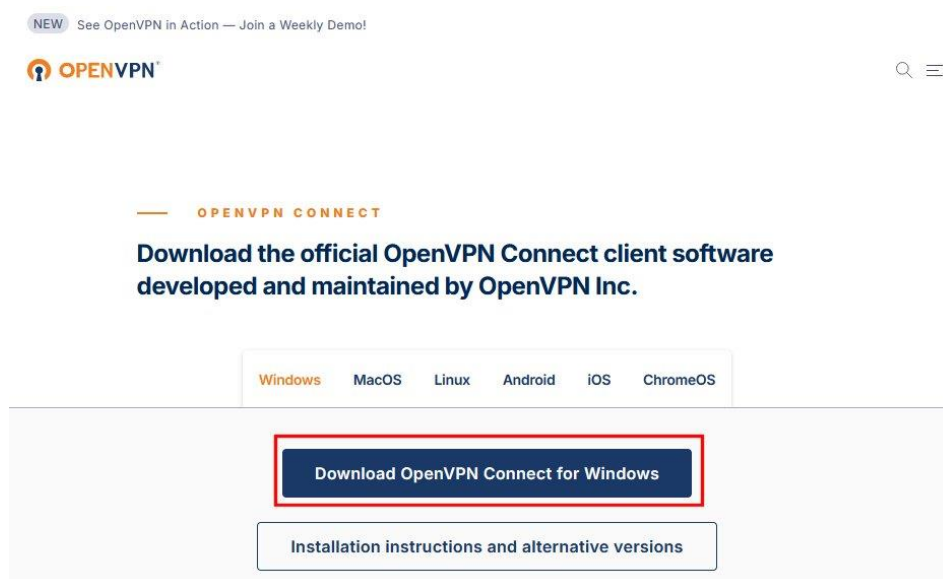 NEW See OpenVPN in Action — Join a Weekly Demo!
OPENVPN®
OPENVPN CONNECT
Download the official OpenVPN Connect client software
developed and maintained by OpenVPN Inc.
Windows MacOS Linux Android iOS ChromeOS
Download OpenVPN Connect for Windows
Installation instructions and alternative versions